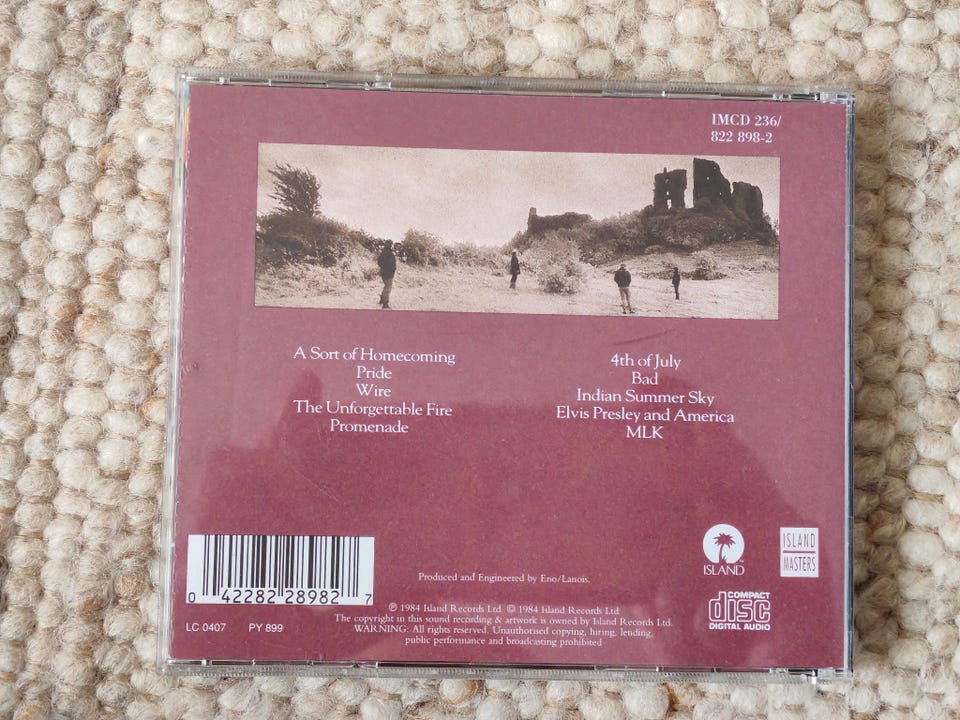 IMCD 236/
822 898-2
A Sort of Homecoming
Pride
Wire
The Unforgettable Fire
Promenade
4th of July
Bad
Indian Summer Sky
Elvis Presley and America
MLK
ISLAND
ISLAND
MASTERS
Produced and Engineered by Eno/Lanois.
COMPACT
disc
DIGITAL AUDIO
0 42282 28982 7
LC 0407 PY 899
℗ 1984 Island Records Ltd © 1984 Island Records Ltd
The copyright in this sound recording & artwork is owned by Island Records Ltd.
WARNING: All rights reserved. Unauthorised copying, hiring, lending,
public performance and broadcasting prohibited